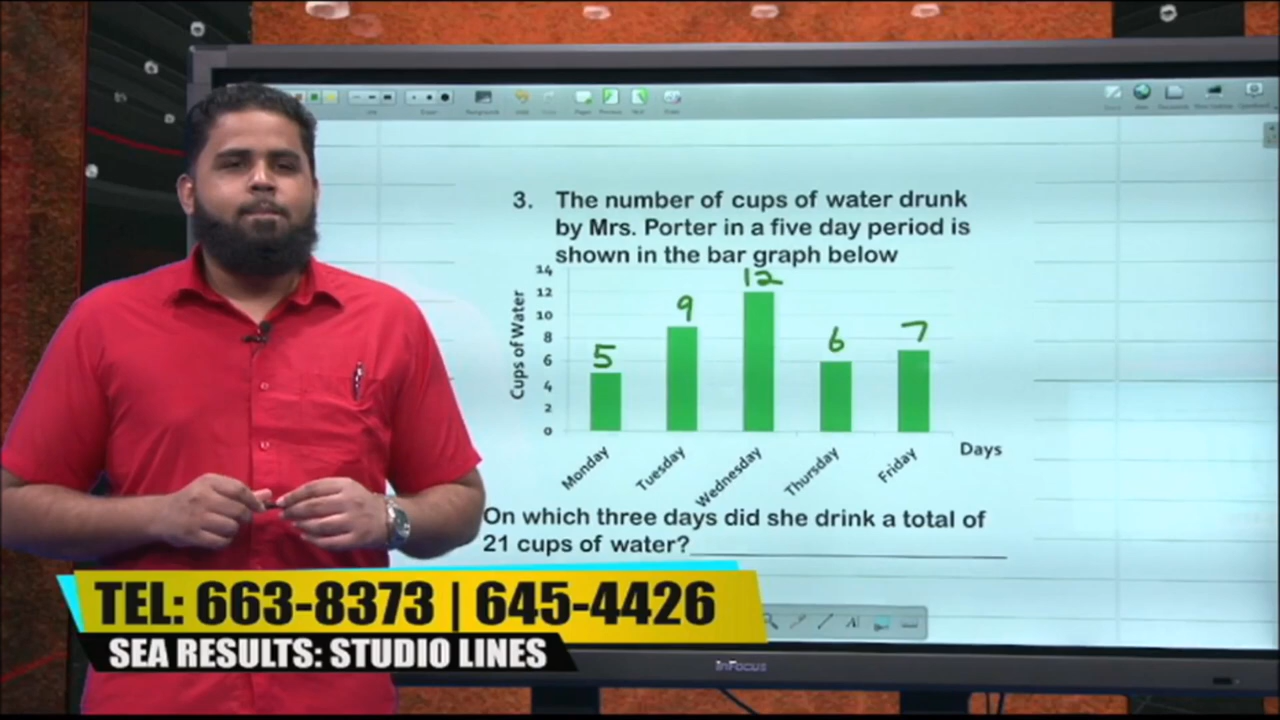 3. The number of cups of water drunk
by Mrs. Porter in a five day period is
shown in the bar graph below
14
12
10
8
6
4
2
0
Cups of Water
5
9
12
6
7
Monday
Tuesday
Wednesday
Thursday
Friday
Days
On which three days did she drink a total of
21 cups of water?
TEL: 663-8373 | 645-4426
SEA RESULTS: STUDIO LINES
InFocus